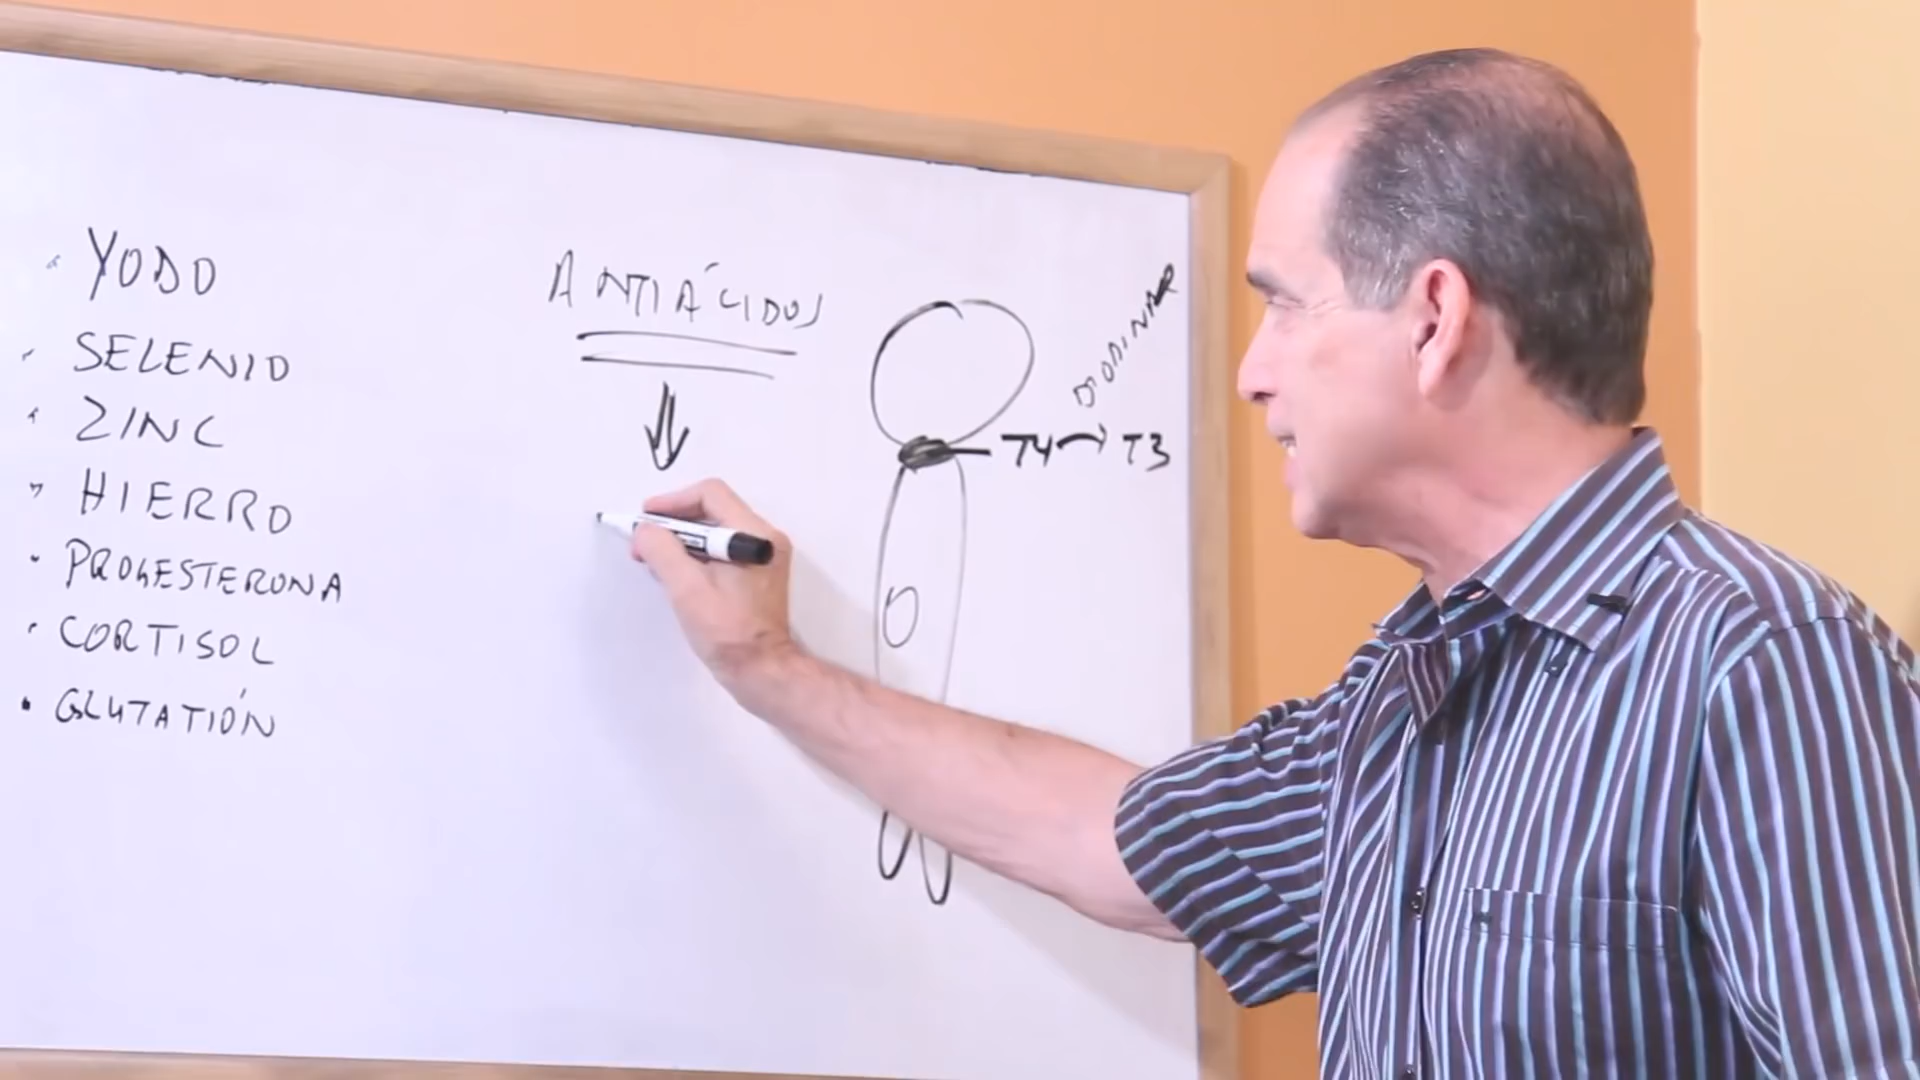 YODO
SELENIO
ZINC
HIERRO
PROGESTERONA
CORTISOL
GLUTATIÓN
ANTIÁCIDOS
T4 → T3